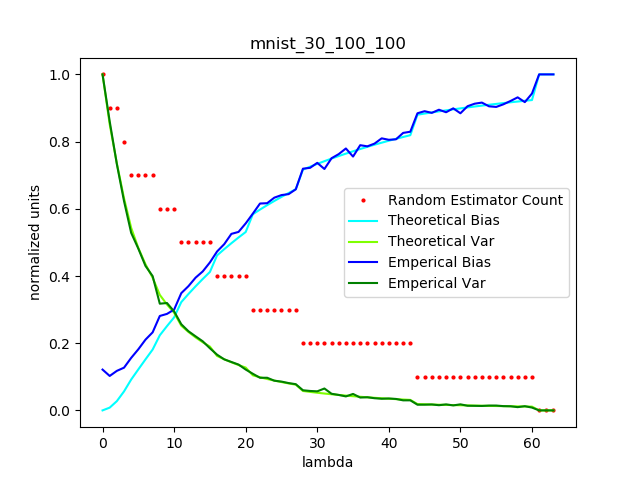 mnist_30_100_100
1.0
0.8
0.6
0.4
0.2
0.0
normalized units
Random Estimator Count
Theoretical Bias
Theoretical Var
Emperical Bias
Emperical Var
0 10 20 30 40 50 60
lambda